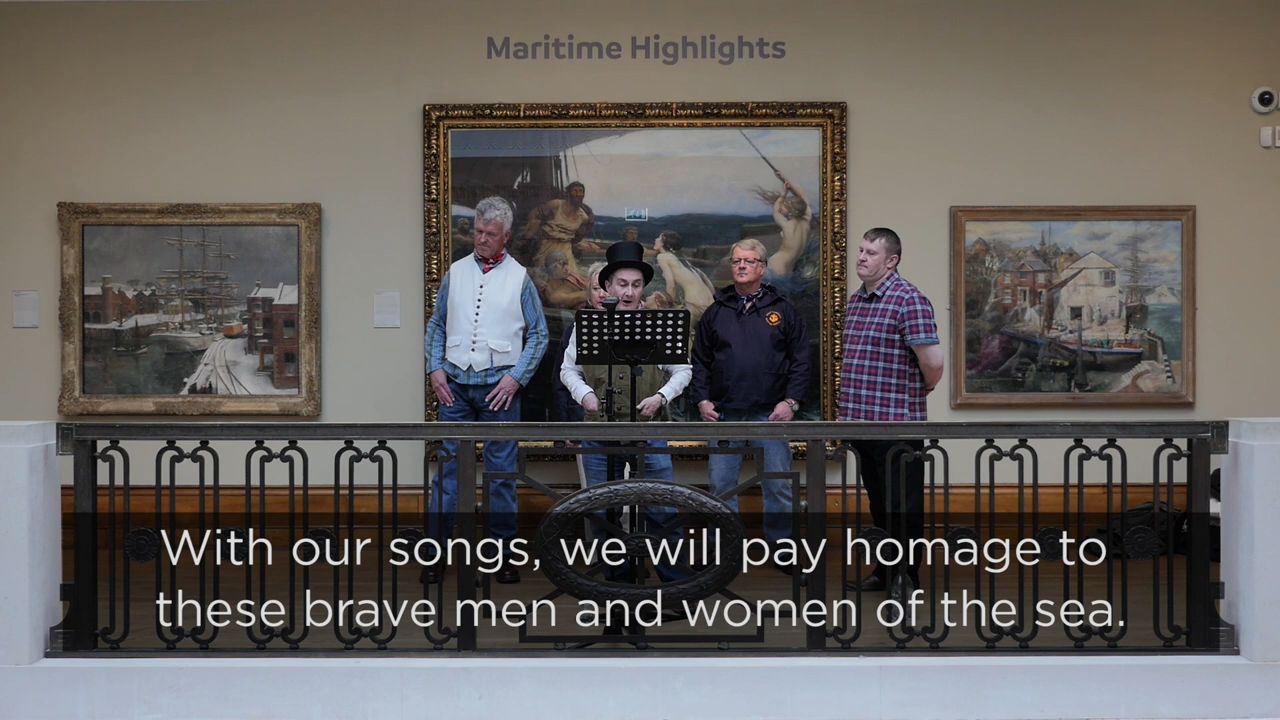 Maritime Highlights
With our songs, we will pay homage to
these brave men and women of the sea.